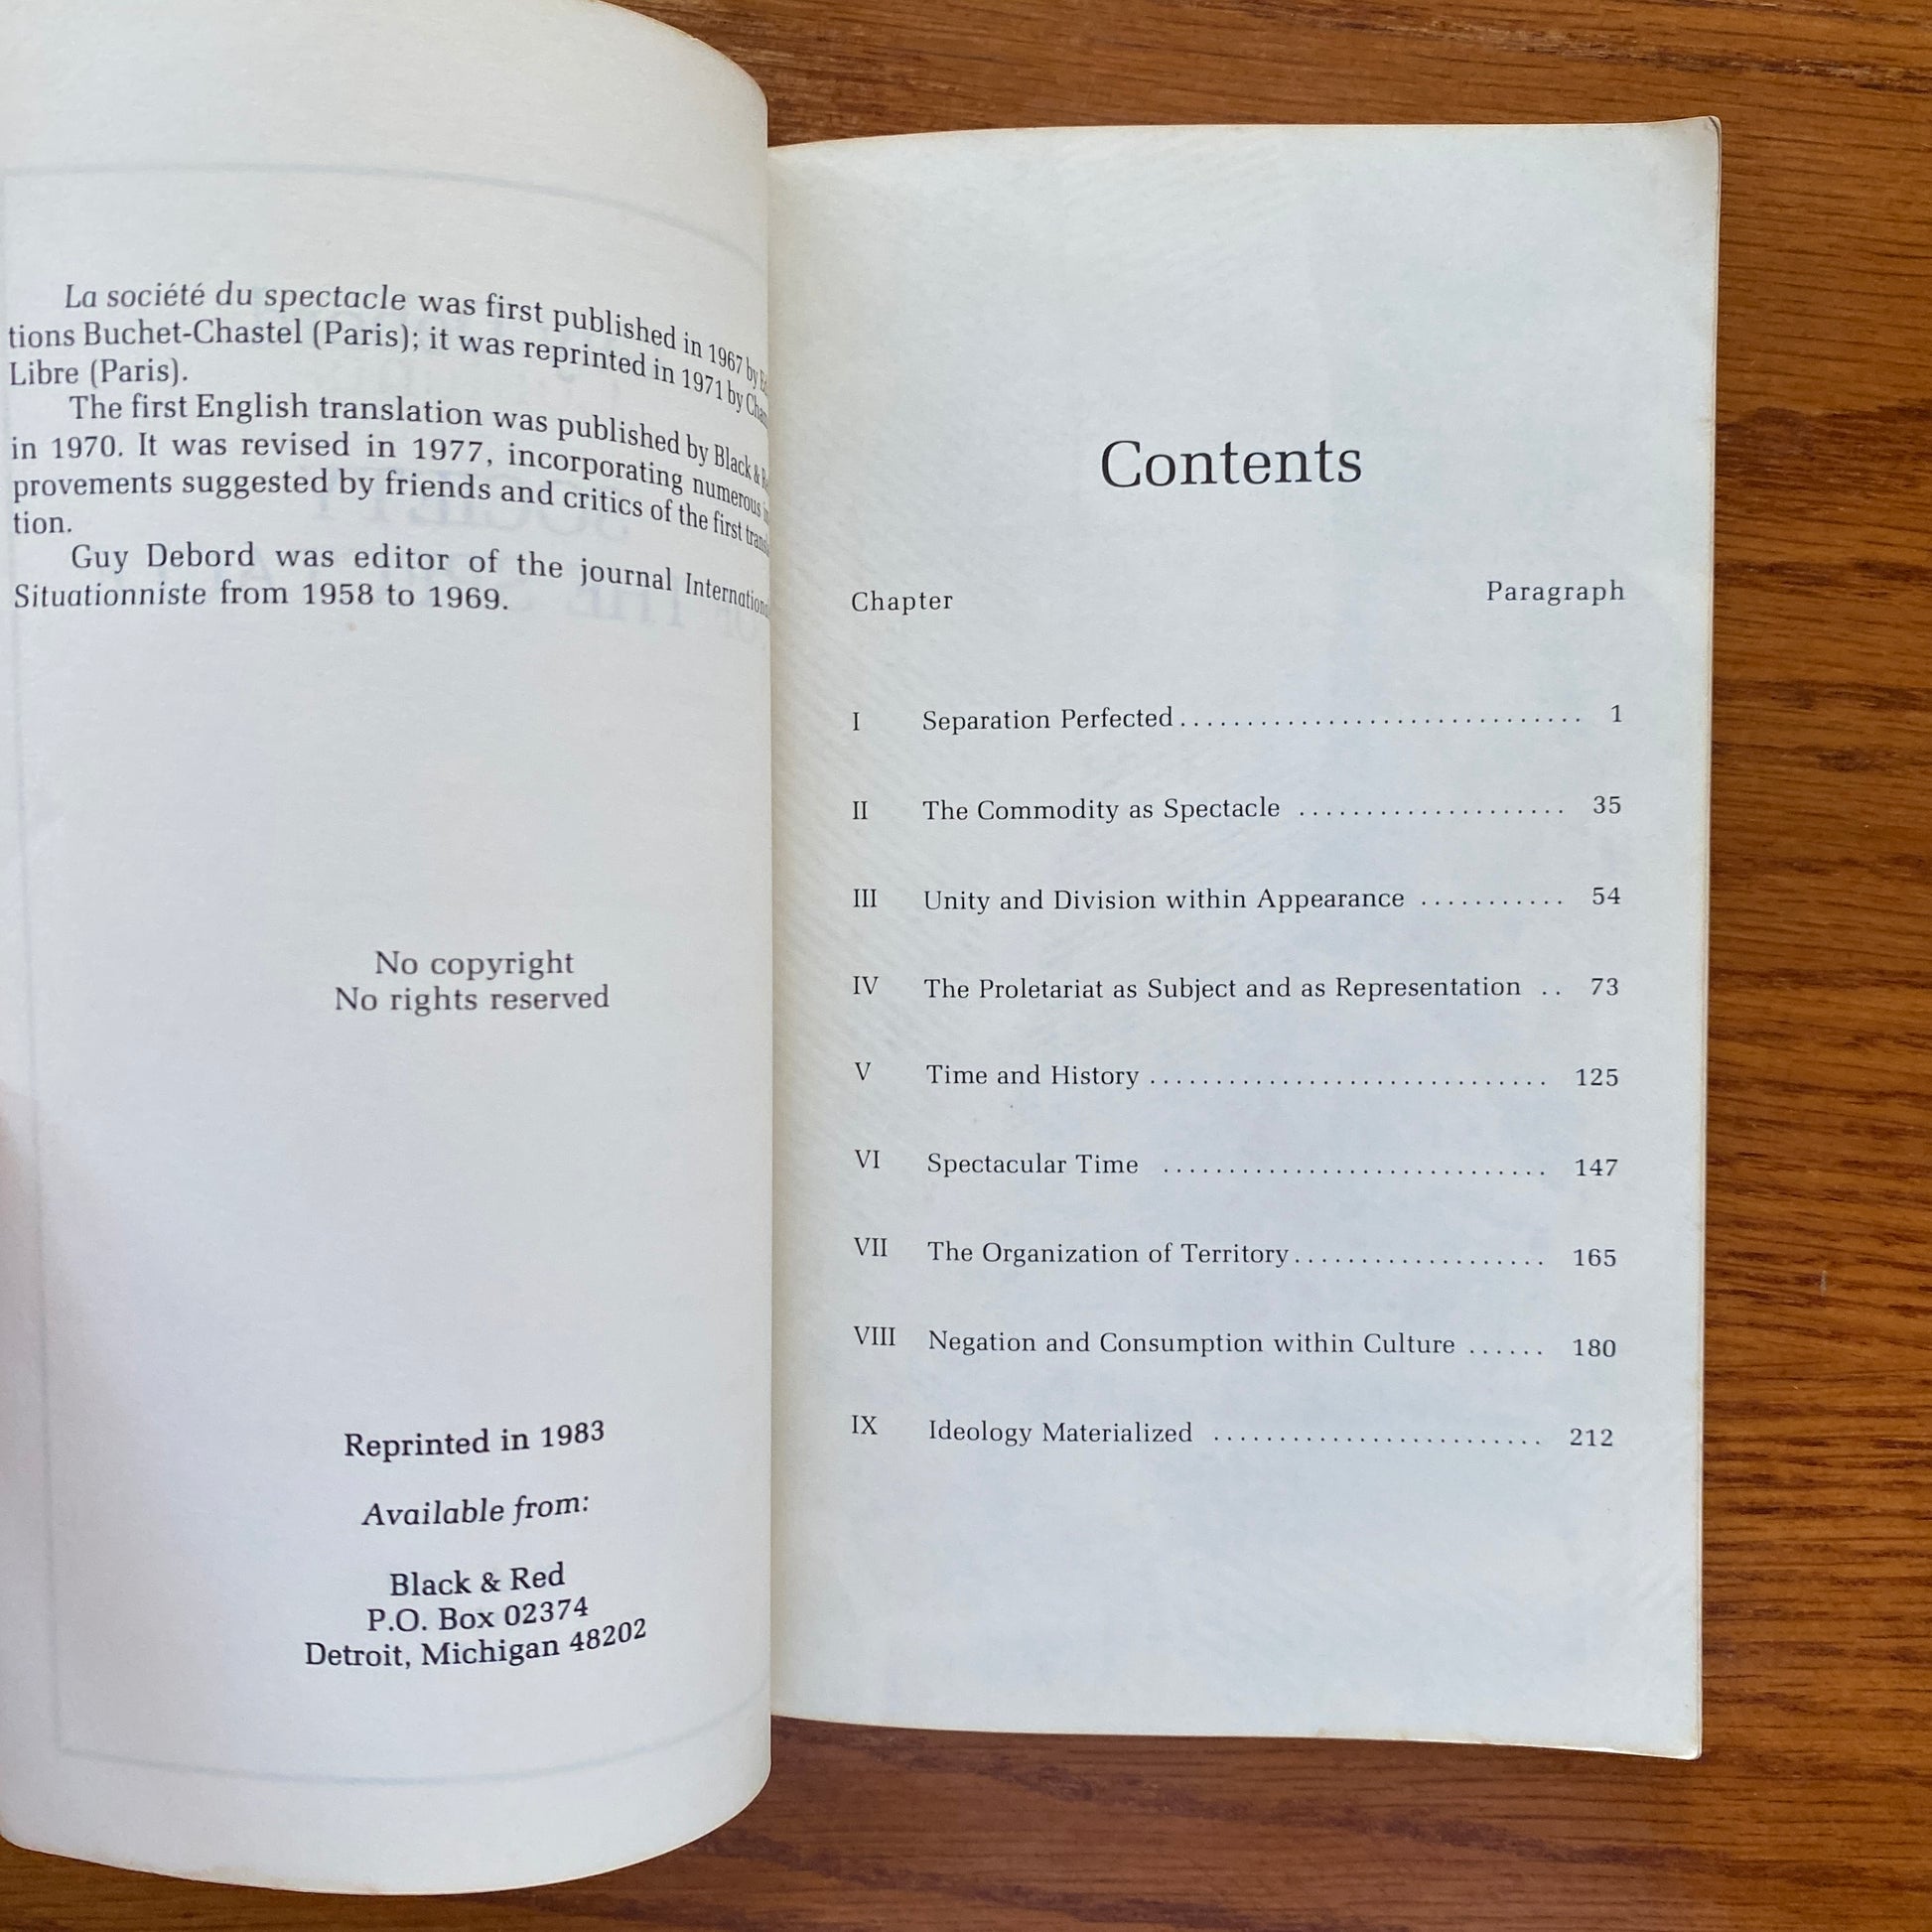 La société du spectacle was first published in 1967 by
tions Buchet-Chastel (Paris); it was reprinted in 1971 by
Libre (Paris).
The first English translation was published by Black &
in 1970. It was revised in 1977, incorporating numerous
provements suggested by friends and critics of the first
tion.
Guy Debord was editor of the journal
Situationniste from 1958 to 1969.
No copyright
No rights reserved
Reprinted in 1983
Available from:
Black & Red
P.O. Box 02374
Detroit, Michigan 48202
Contents
Chapter Paragraph
I Separation Perfected .............................. 1
II The Commodity as Spectacle .................... 35
III Unity and Division within Appearance ........... 54
IV The Proletariat as Subject and as Representation .. 73
V Time and History .............................. 125
VI Spectacular Time ............................. 147
VII The Organization of Territory ................... 165
VIII Negation and Consumption within Culture ...... 180
IX Ideology Materialized ......................... 212